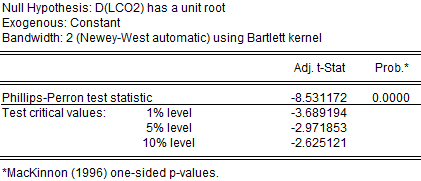 Null Hypothesis: D(LCO2) has a unit root
Exogenous: Constant
Bandwidth: 2 (Newey-West automatic) using Bartlett kernel
Adj. t-Stat Prob.*
Phillips-Perron test statistic -8.531172 0.0000
Test critical values: 1% level -3.689194
5% level -2.971853
10% level -2.625121
*MacKinnon (1996) one-sided p-values.